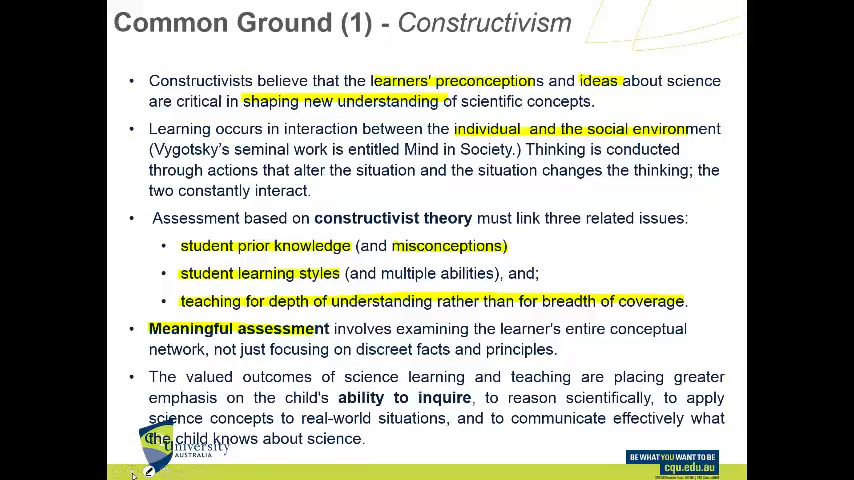 Common Ground (1) - Constructivism
• Constructivists believe that the learners' preconceptions and ideas about science
are critical in shaping new understanding of scientific concepts.
• Learning occurs in interaction between the individual and the social environment
(Vygotsky's seminal work is entitled Mind in Society.) Thinking is conducted
through actions that alter the situation and the situation changes the thinking; the
two constantly interact.
• Assessment based on constructivist theory must link three related issues:
• student prior knowledge (and misconceptions)
• student learning styles (and multiple abilities), and;
• teaching for depth of understanding rather than for breadth of coverage.
• Meaningful assessment involves examining the learner's entire conceptual
network, not just focusing on discreet facts and principles.
• The valued outcomes of science learning and teaching are placing greater
emphasis on the child's ability to inquire, to reason scientifically, to apply
science concepts to real-world situations, and to communicate effectively what
the child knows about science.
University
AUSTRALIA
BE WHAT YOU WANT TO BE
cqu.edu.au